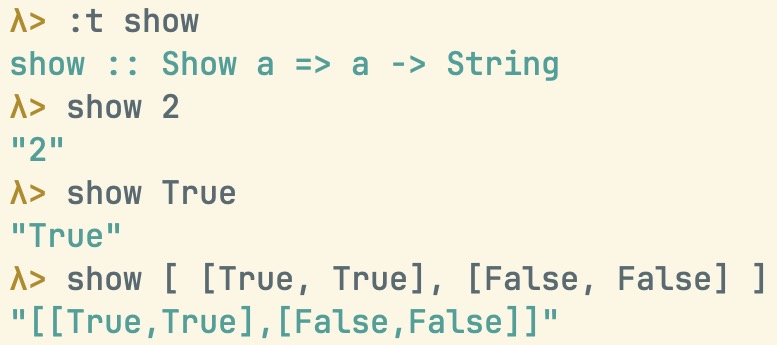 λ> :t show
show :: Show a => a -> String
λ> show 2
"2"
λ> show True
"True"
λ> show [ [True, True], [False, False] ]
"[[True,True],[False,False]]"